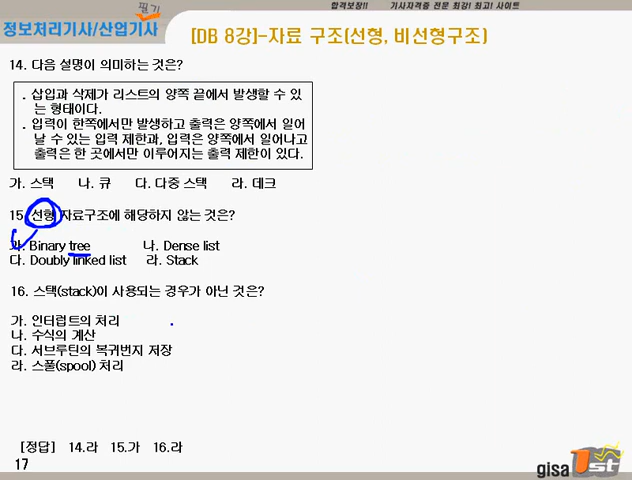 합격보장!! 기사자격증 전문 최강! 최고! 사이트
필기
정보처리기사/산업기사
[DB 8강]-자료 구조(선형, 비선형구조)
14. 다음 설명이 의미하는 것은?
. 삽입과 삭제가 리스트의 양쪽 끝에서 발생할 수 있
는 형태이다.
. 입력이 한쪽에서만 발생하고 출력은 양쪽에서 일어
날 수 있는 입력 제한과, 입력은 양쪽에서 일어나고
출력은 한 곳에서만 이루어지는 출력 제한이 있다.
가. 스택 나. 큐 다. 다중 스택 라. 데크
15. 선형 자료구조에 해당하지 않는 것은?
가. Binary tree 나. Dense list
다. Doubly linked list 라. Stack
16. 스택(stack)이 사용되는 경우가 아닌 것은?
가. 인터럽트의 처리
나. 수식의 계산
다. 서브루틴의 복귀번지 저장
라. 스풀(spool) 처리
[정답] 14.라 15.가 16.라
17
gisa 1st